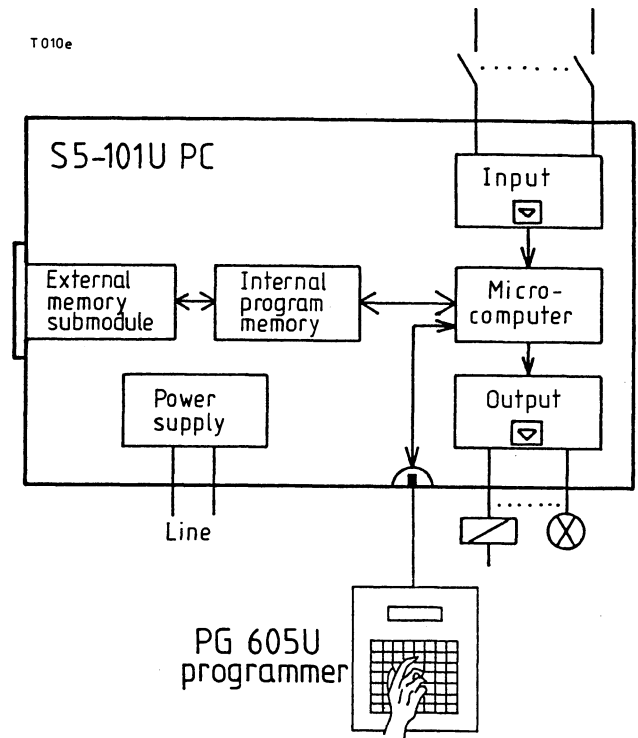 T010e
S5-101U PC
Input
External
memory
submodule
Internal
program
memory
Micro-
computer
Power
supply
Output
Line
PG 605U
programmer